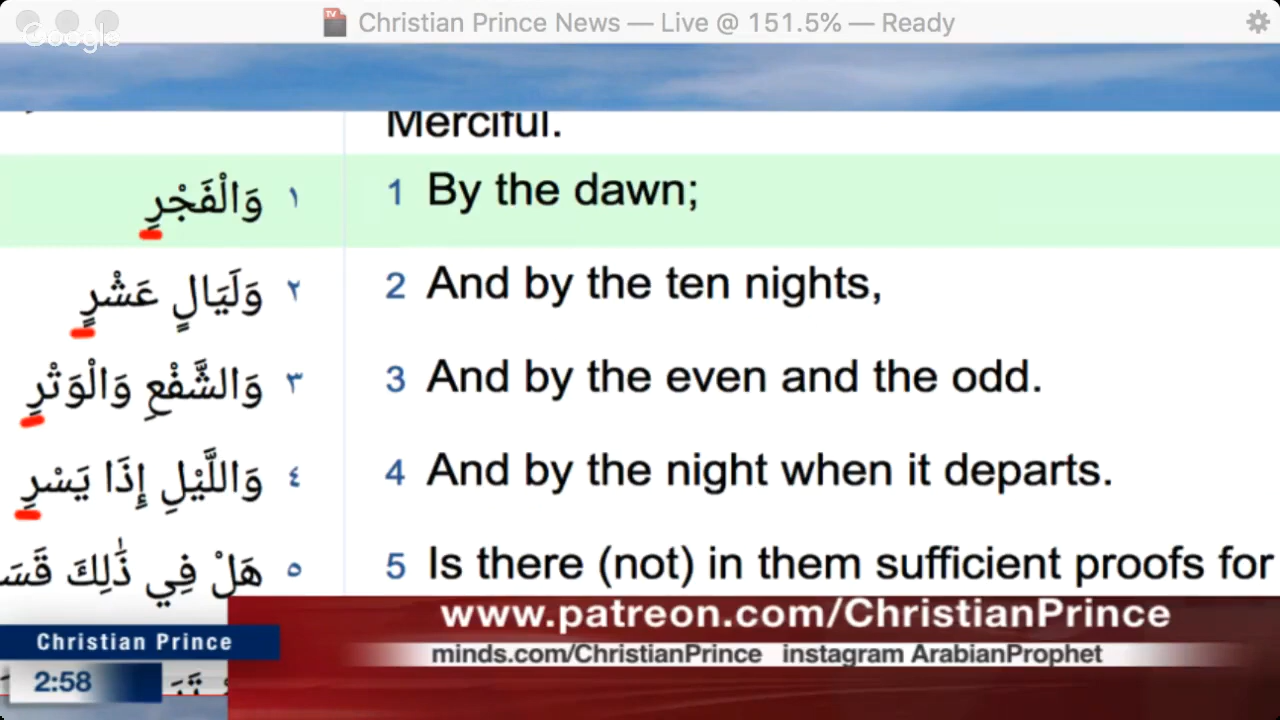 Christian Prince News — Live @ 151.5% — Ready
Google
Merciful.
وَالْفَجْرِ ١
1 By the dawn;
وَلَيَالٍ عَشْرٍ ٢
2 And by the ten nights,
وَالشَّفْعِ وَالْوَتْرِ ٣
3 And by the even and the odd.
وَاللَّيْلِ إِذَا يَسْرِ ٤
4 And by the night when it departs.
هَلْ فِي ذَٰلِكَ ٥
5 Is there (not) in them sufficient proofs for
www.patreon.com/ChristianPrince
Christian Prince
minds.com/ChristianPrince instagram ArabianProphet
2:58